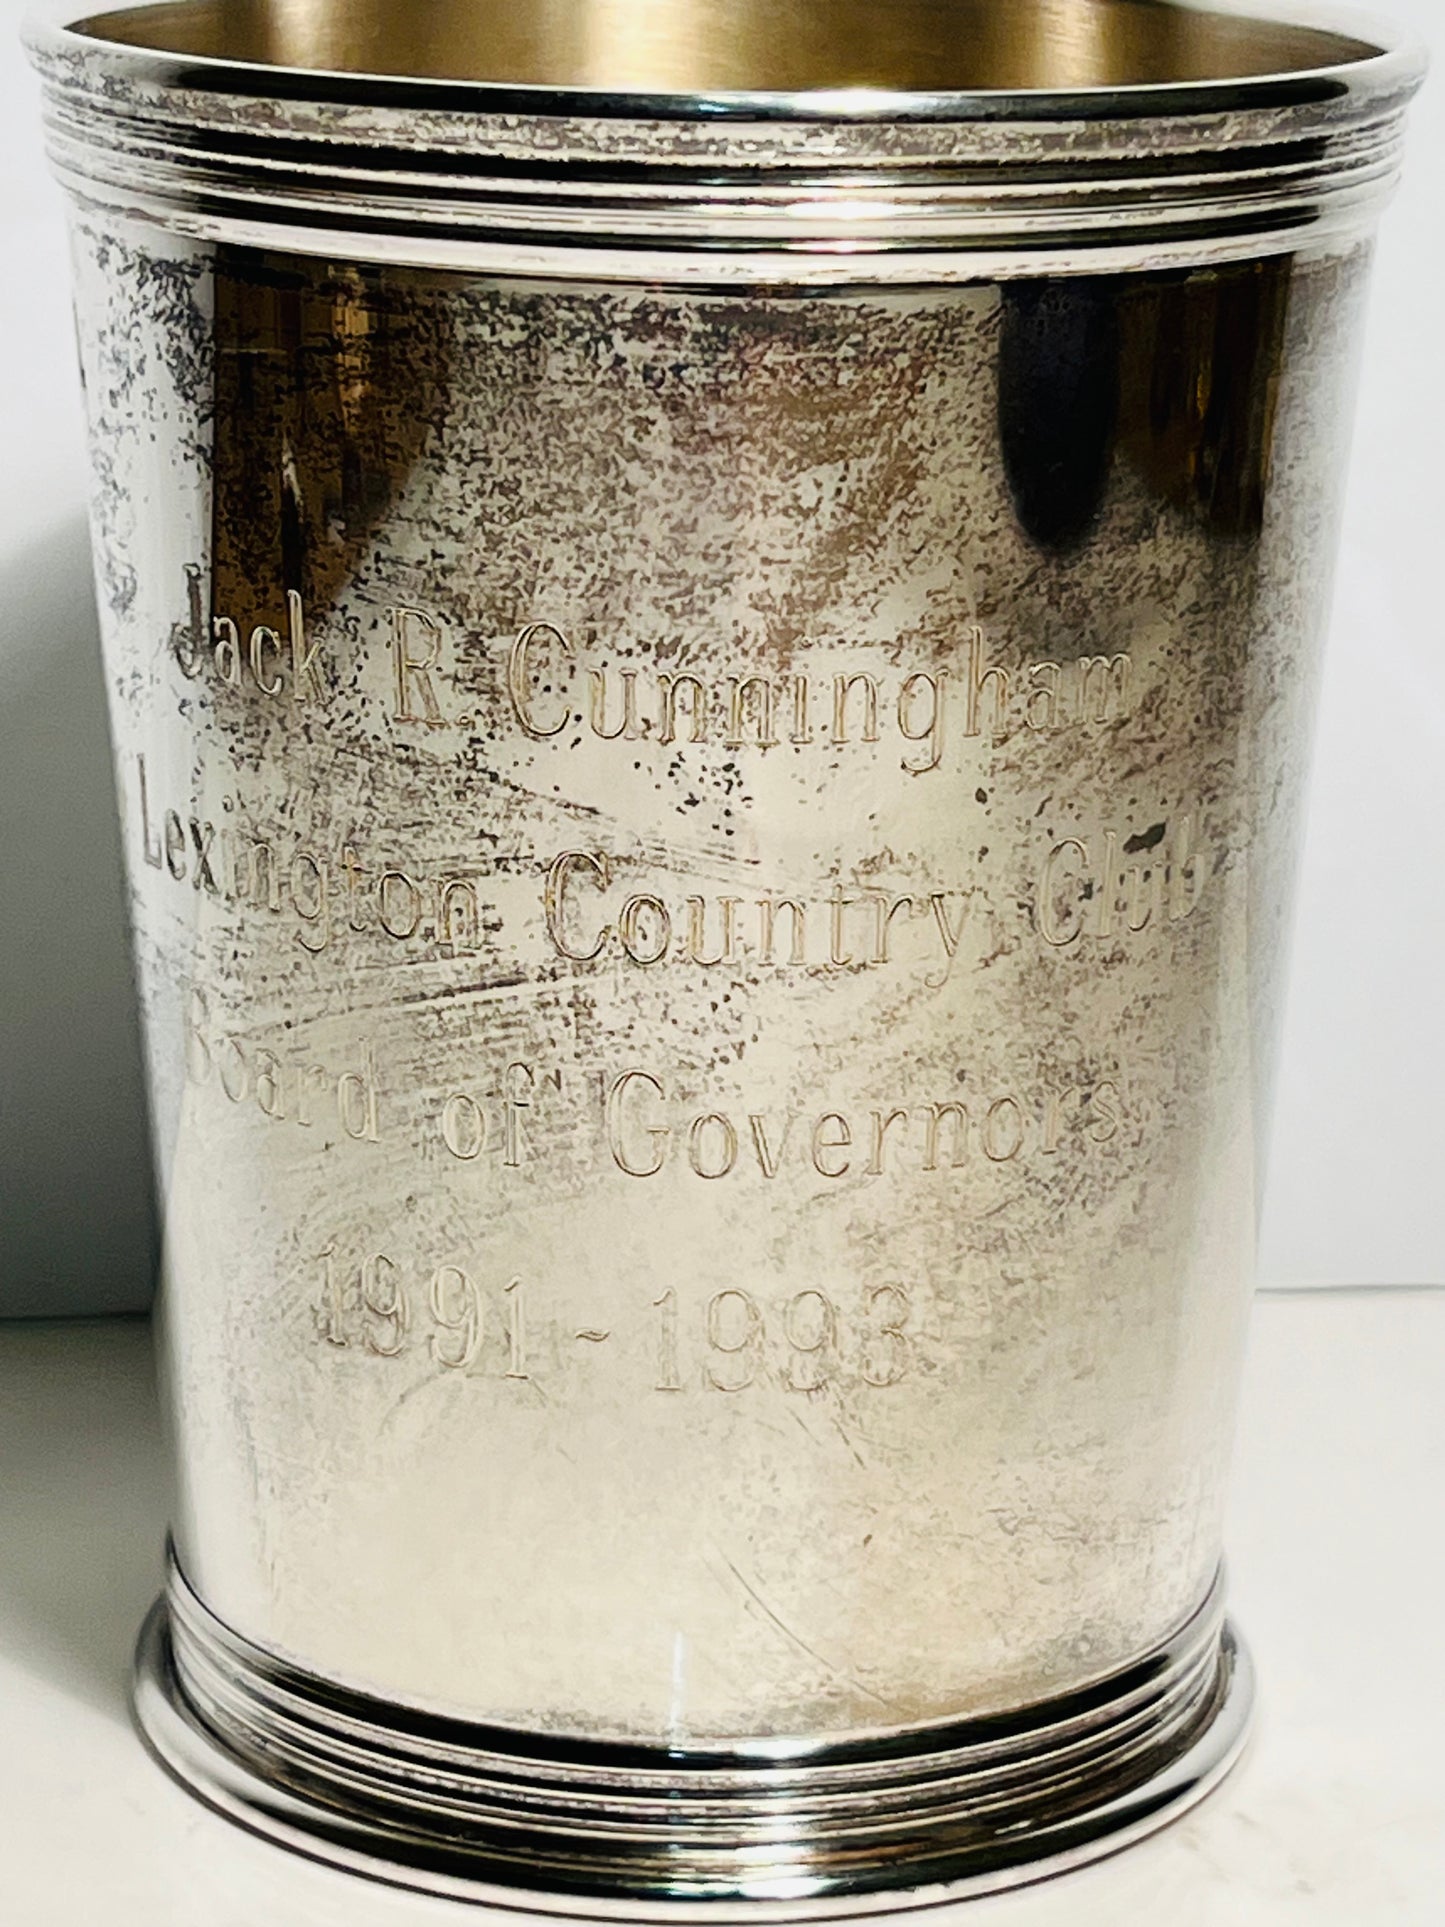 Jack R. Cunningham
Lexington Country Club
Board of Governors
1991 - 1993